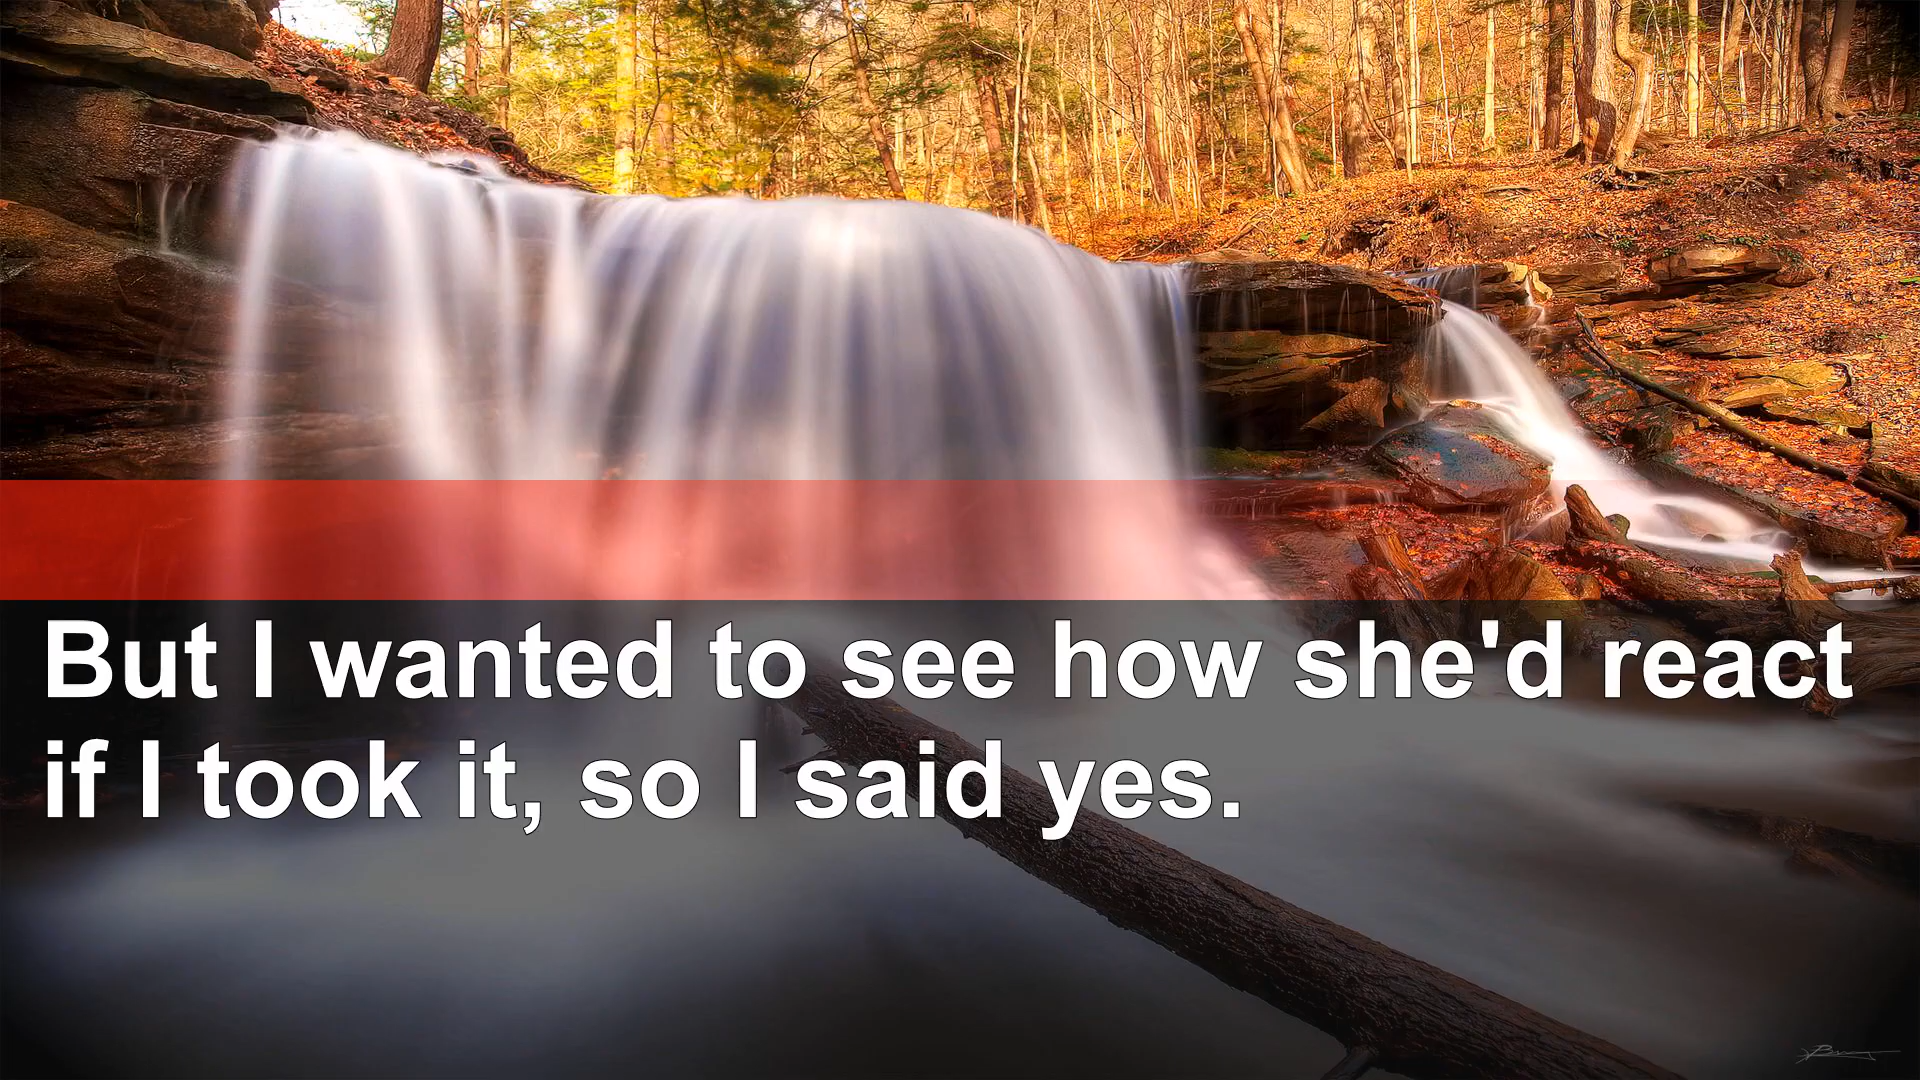 But I wanted to see how she'd react
if I took it, so I said yes.